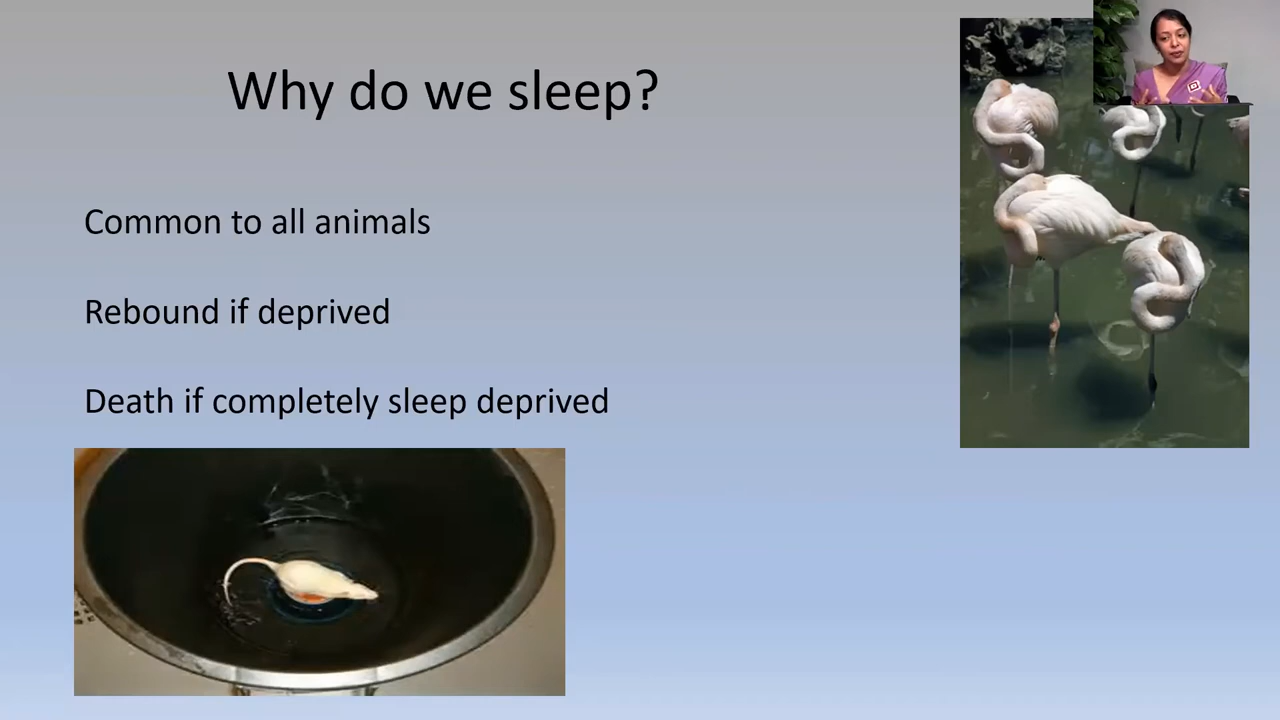 Why do we sleep?
Common to all animals
Rebound if deprived
Death if completely sleep deprived